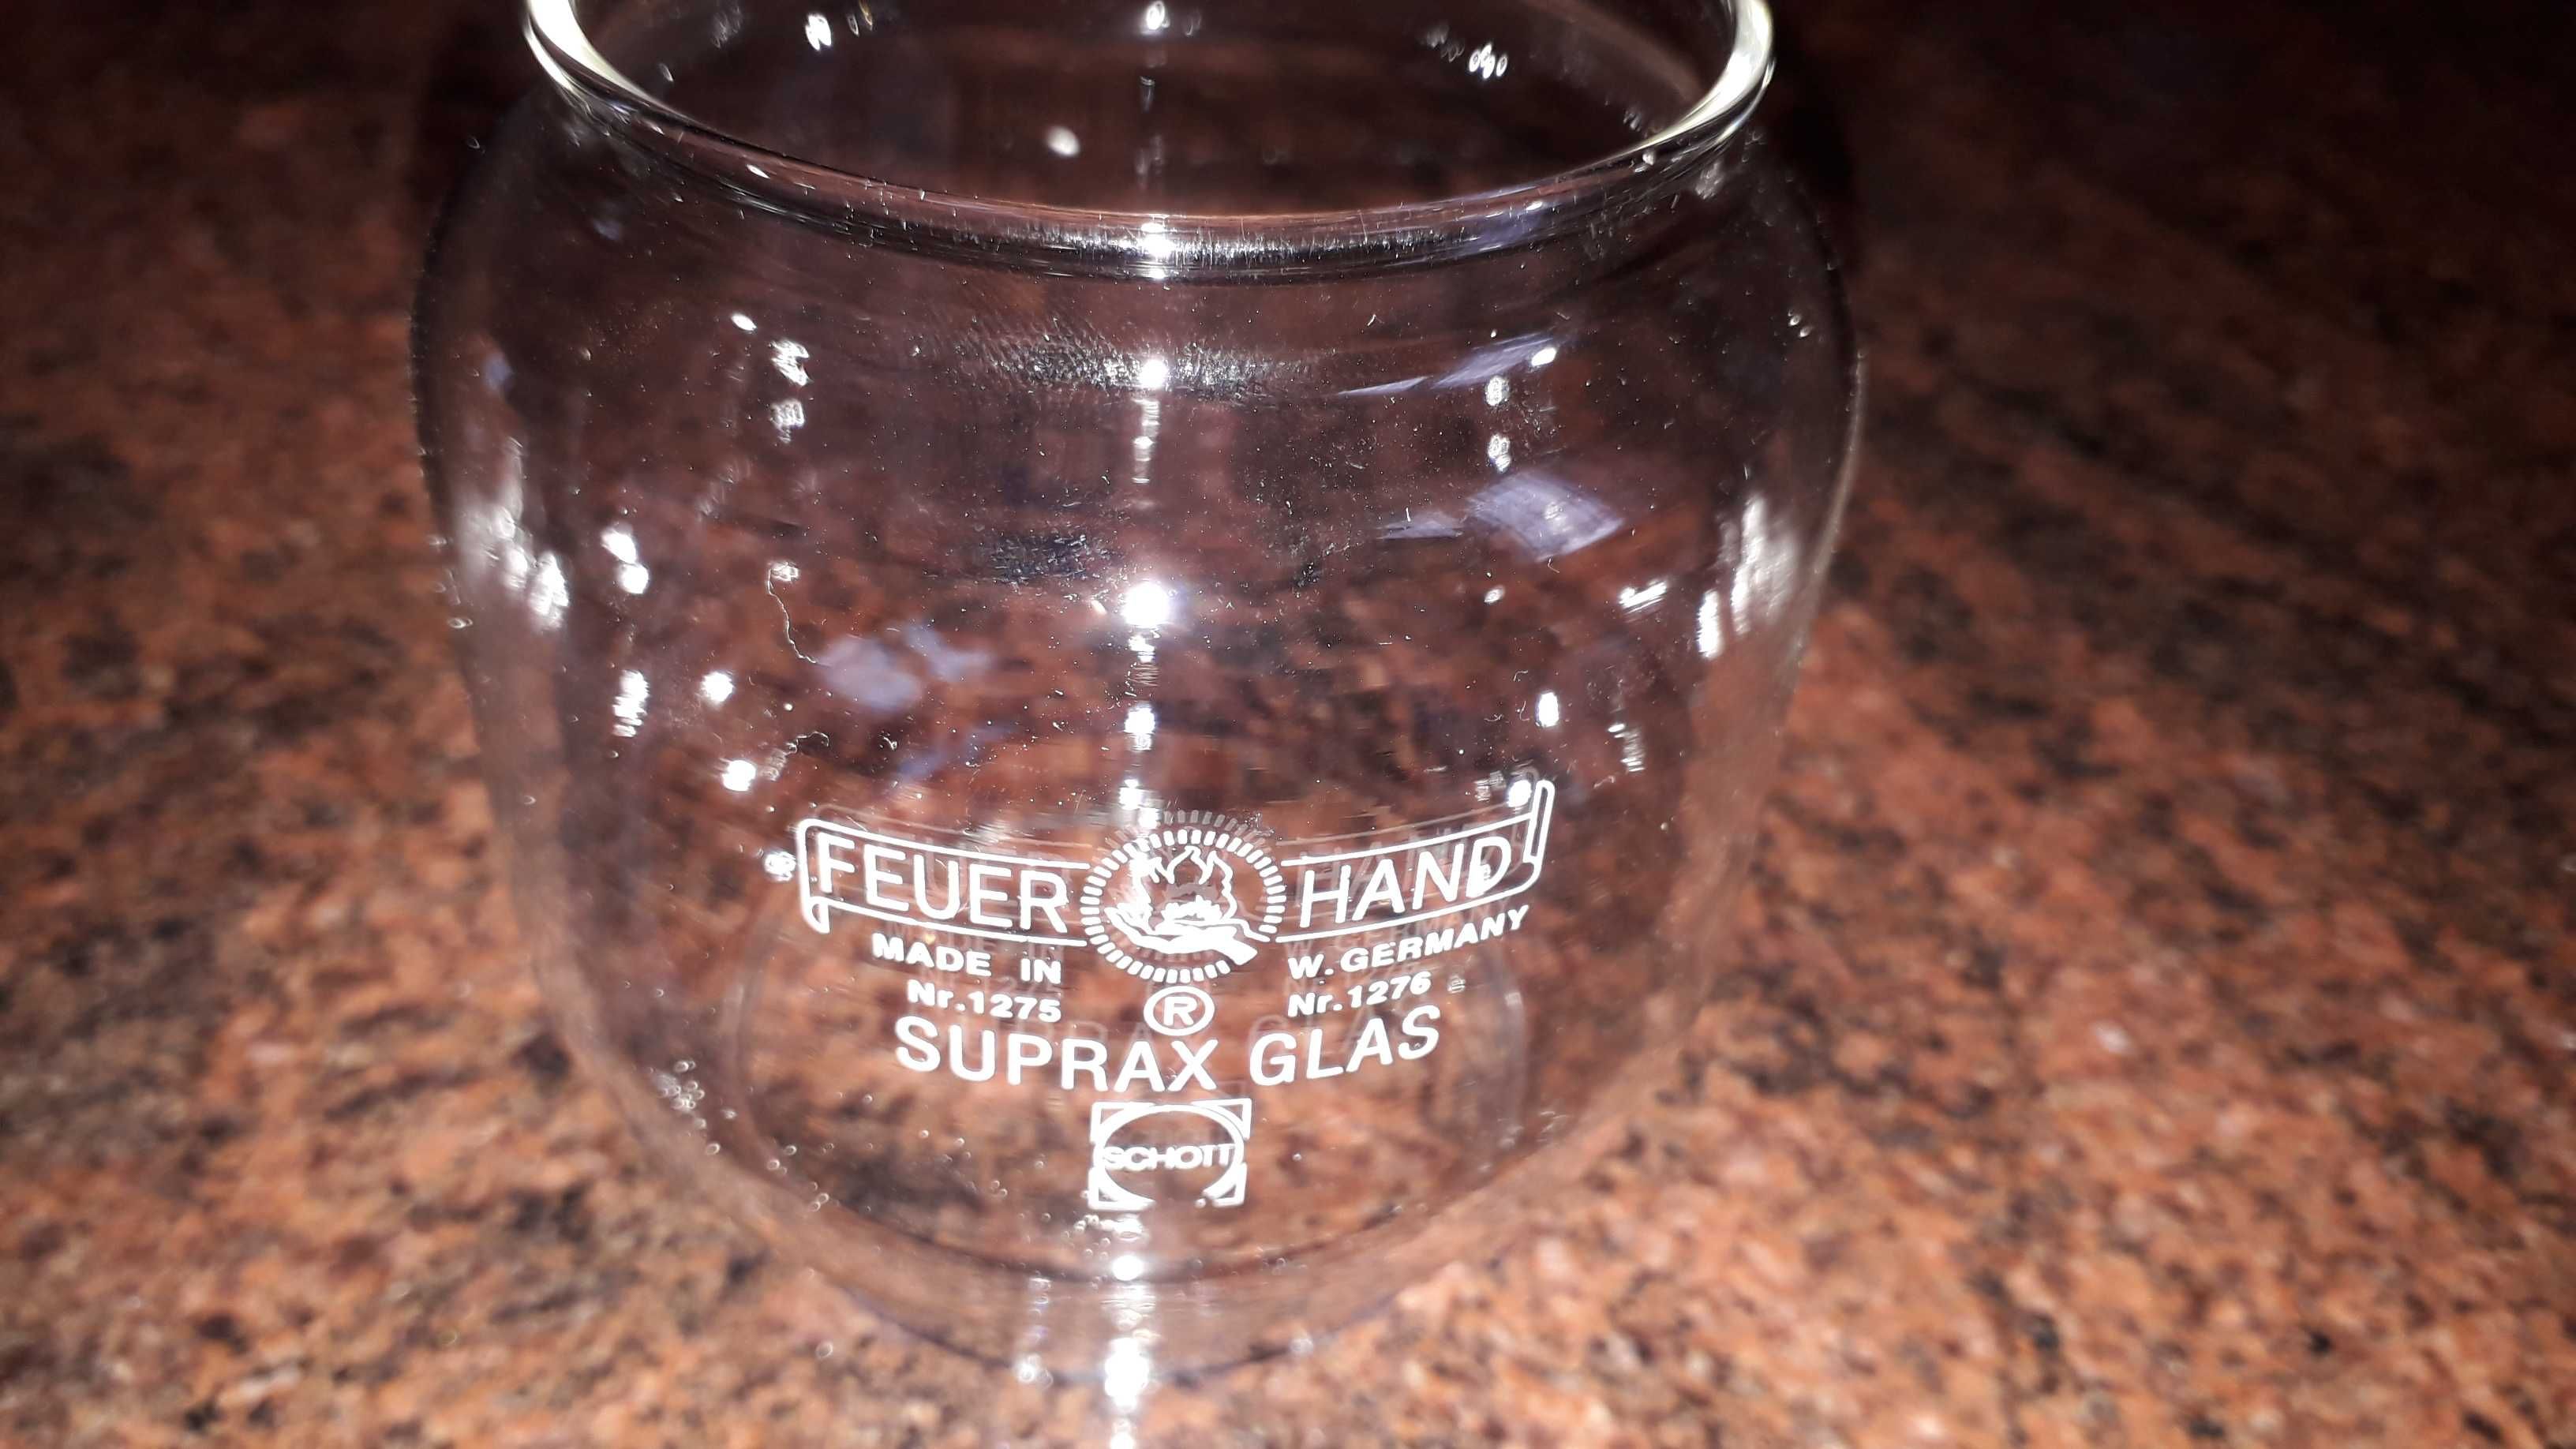 FEUER HAND
MADE IN W. GERMANY
Nr.1275 ® Nr.1276
SUPRAX GLAS
SCHOTT